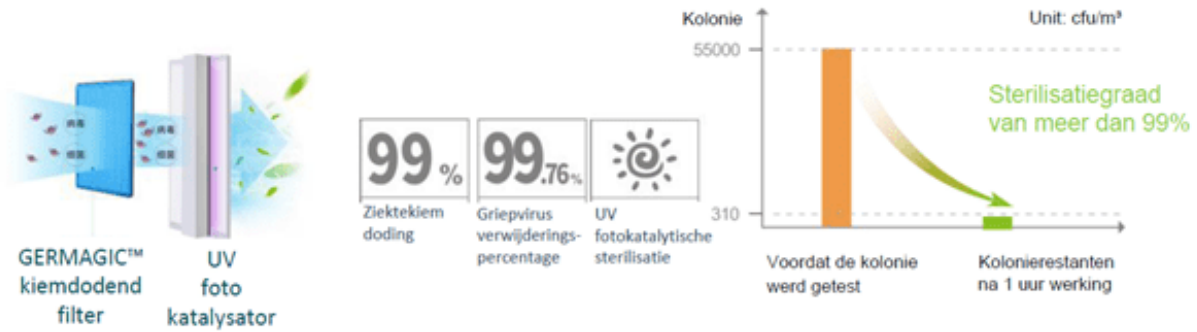 GERMAGIC™
kiemdodend
filter
UV
foto
katalysator
99 %
Ziektekiem
doding
99.76%
Griepvirus
verwijderings-
percentage
UV
fotokatalytische
sterilisatie
Kolonie
Unit: cfu/m³
55000
310
Sterilisatiegraad
van meer dan 99%
Voordat de kolonie
werd getest
Kolonierestanten
na 1 uur werking